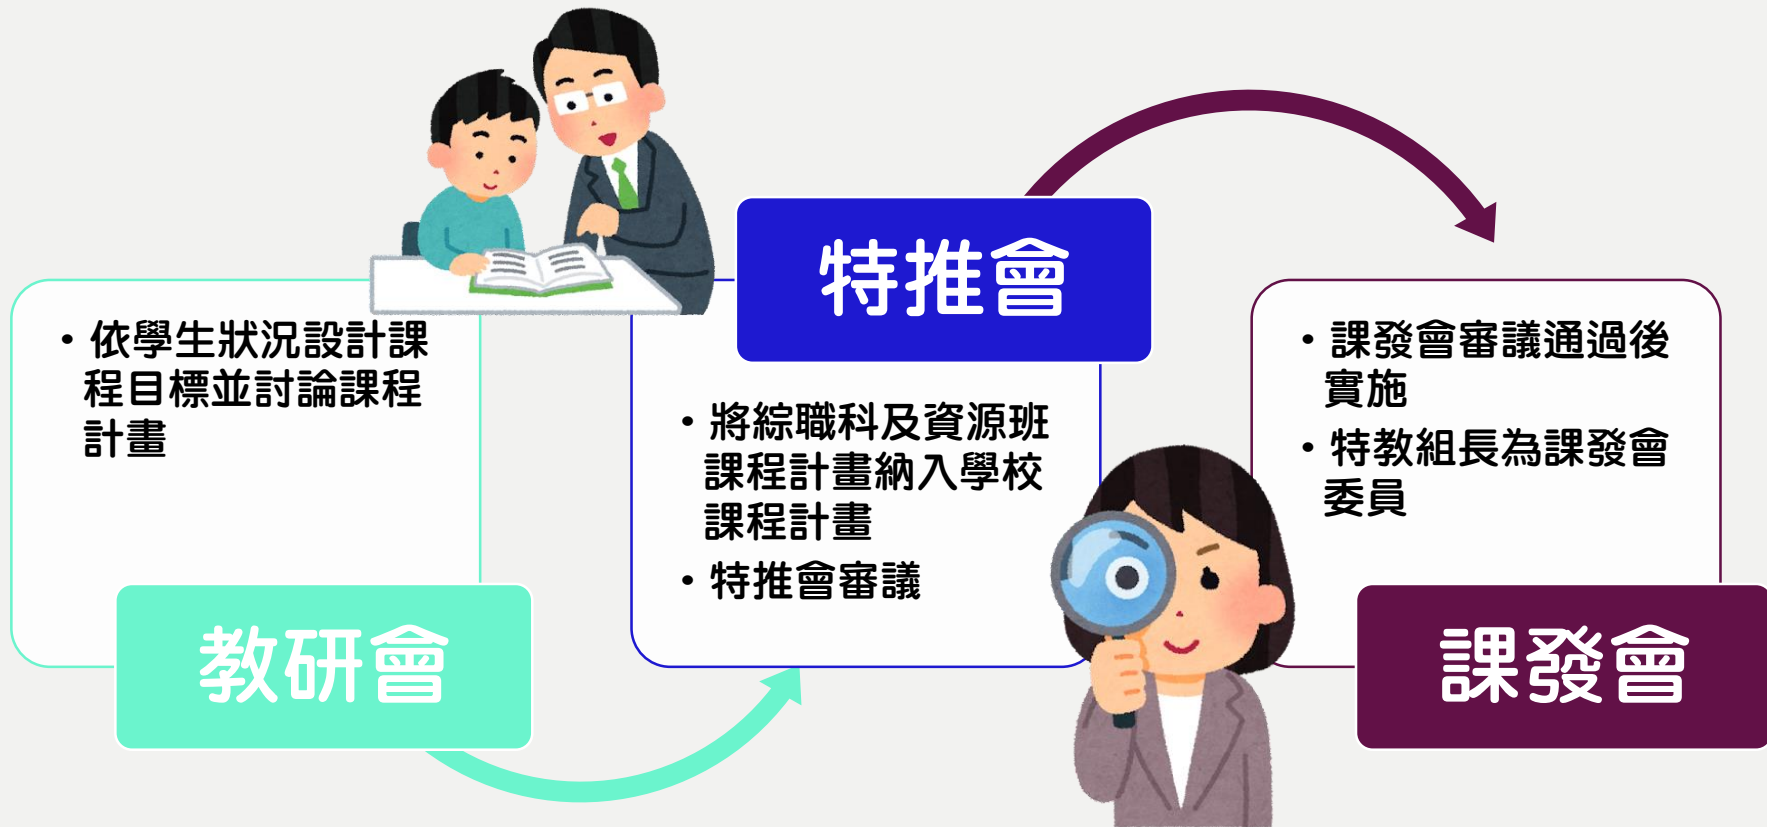 ・依學生狀況設計課
程目標並討論課程
計畫
教研會
特推會
・將綜職科及資源班
課程計畫納入學校
課程計畫
・特推會審議
・課發會審議通過後
實施
・特教組長為課發會
委員
課發會